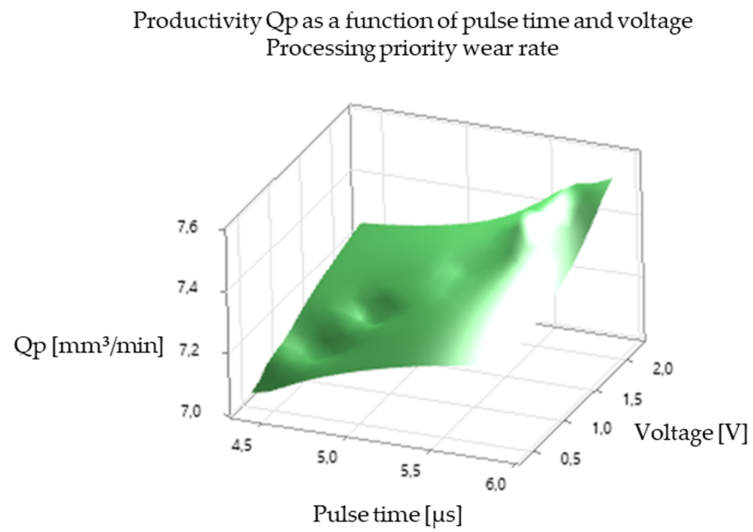 Productivity Qp as a function of pulse time and voltage
Processing priority wear rate
7,6
7,4
Qp [mm³/min]
7,2
7,0
4,5
5,0
5,5
6,0
Pulse time [µs]
0,5
1,0
1,5
2,0
Voltage [V]